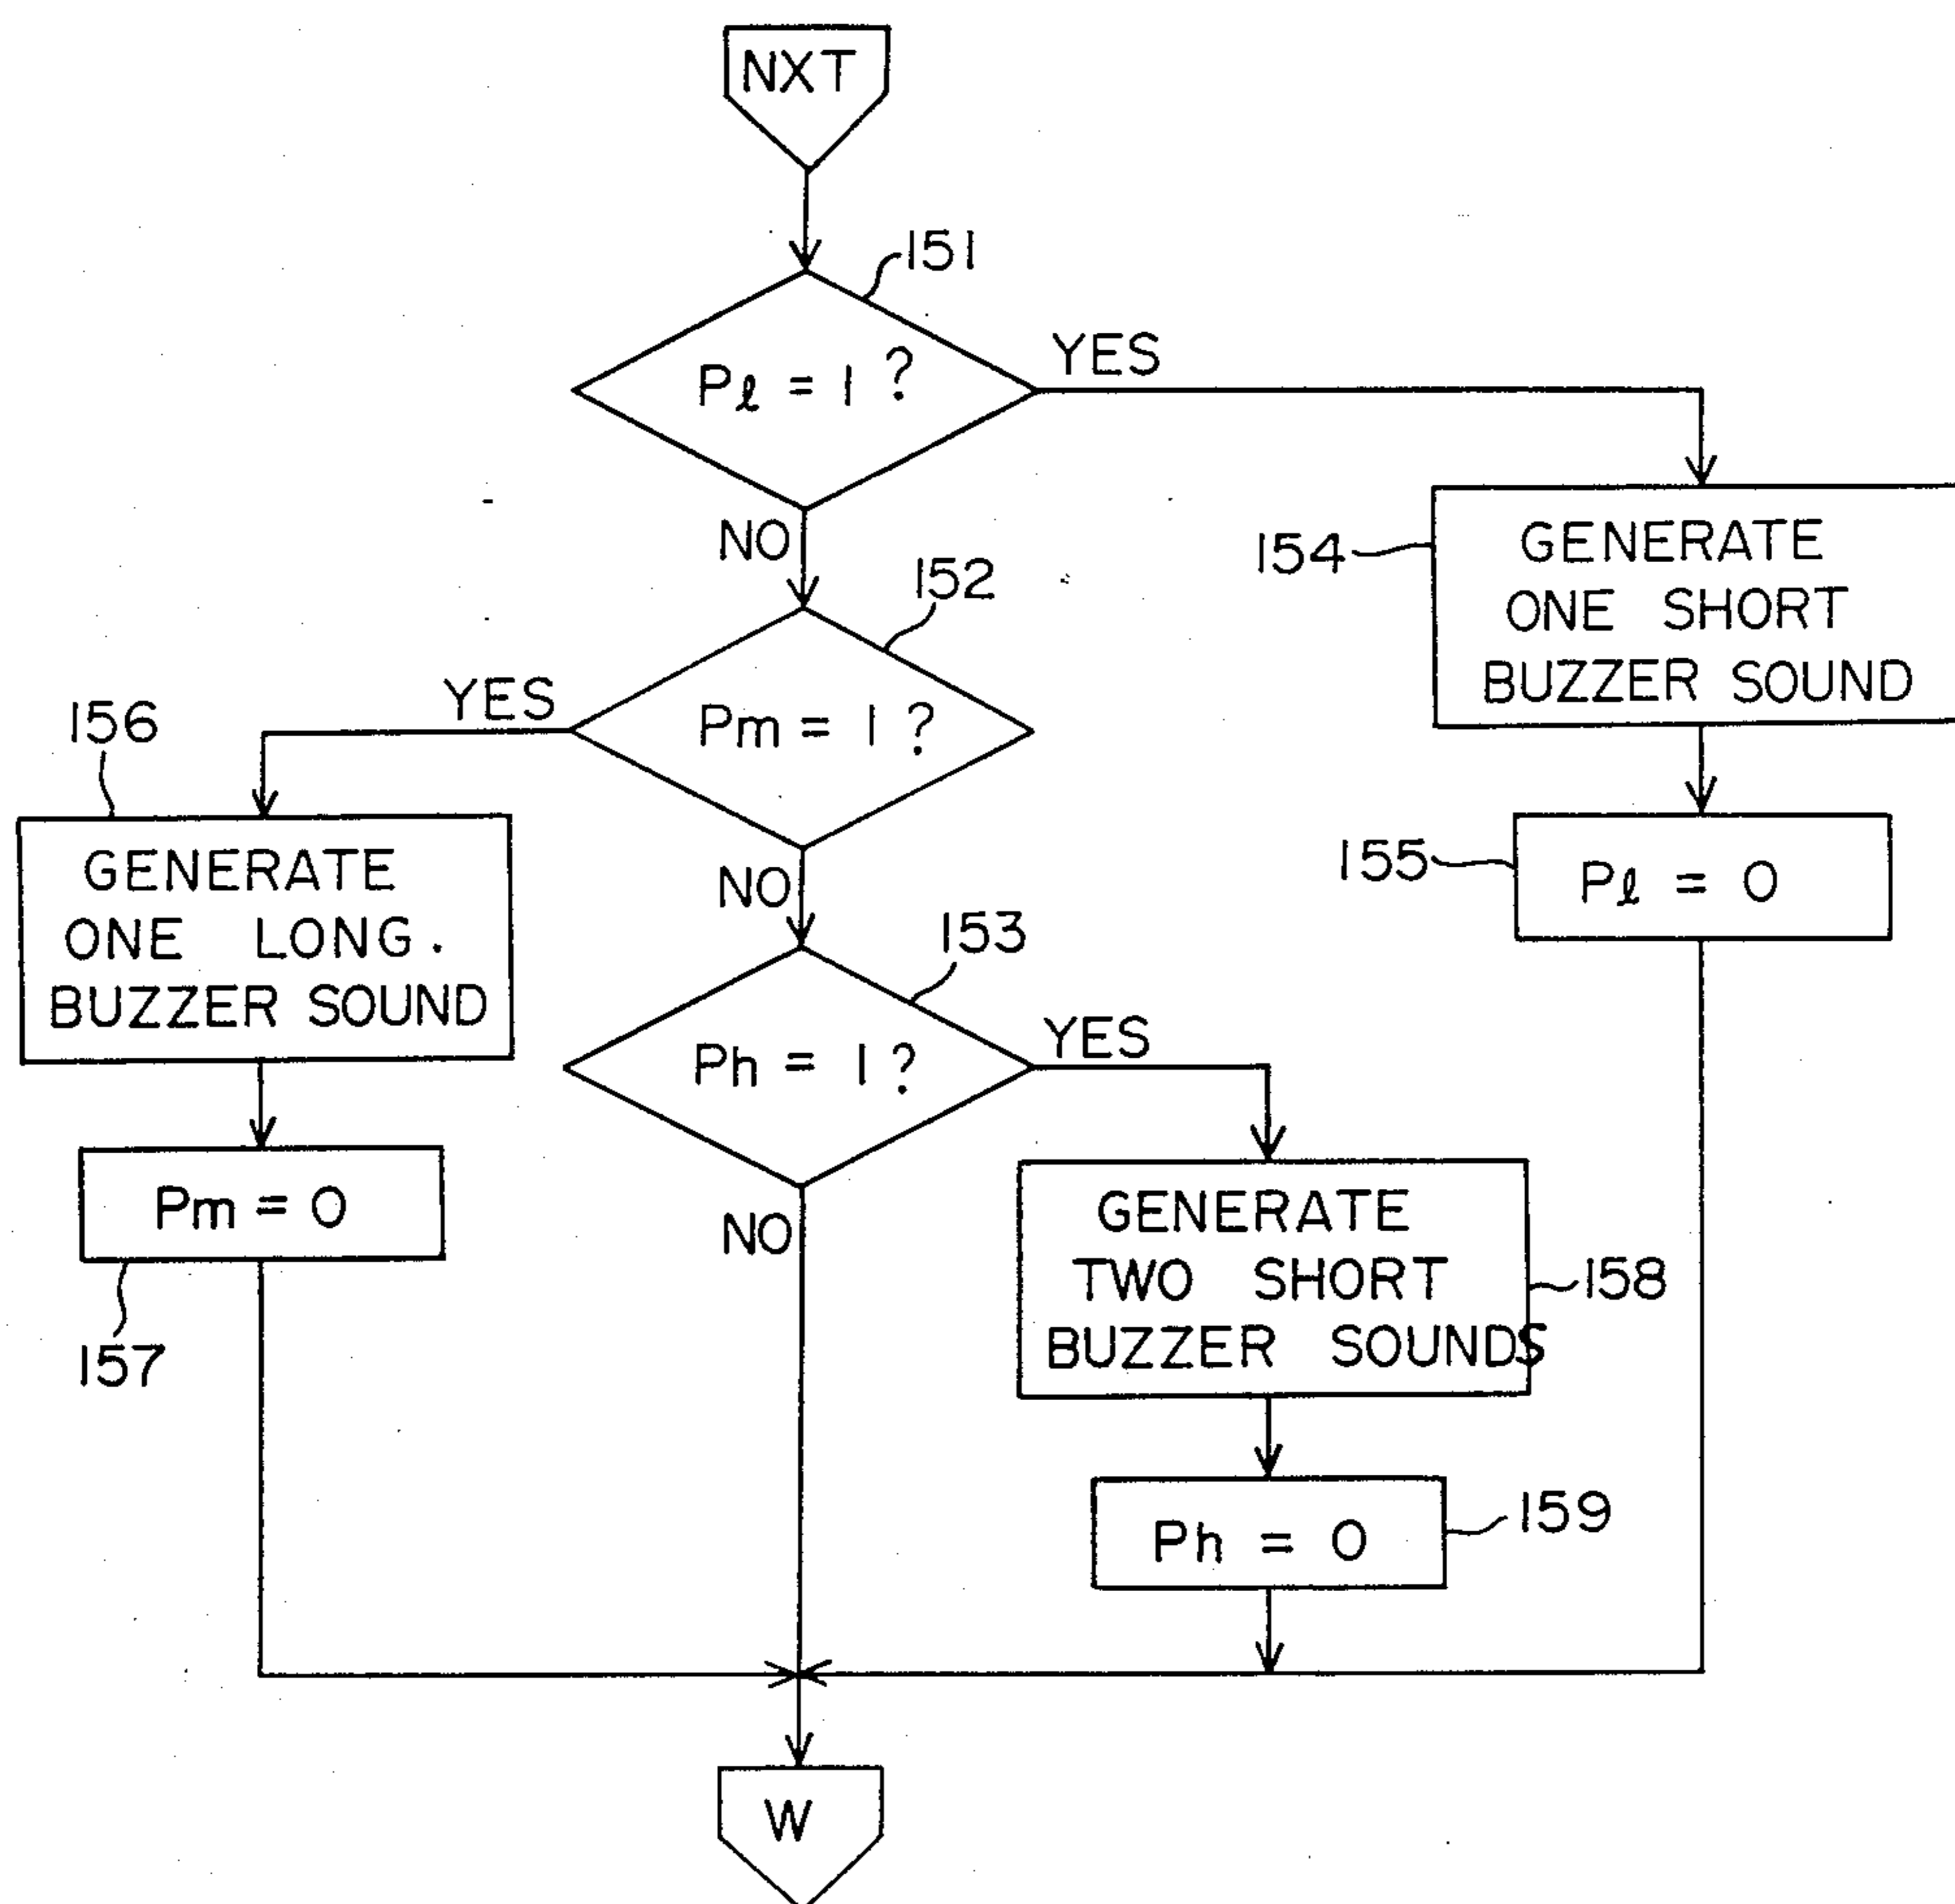 NXT
151
Pℓ = 1 ?
YES
NO
154
GENERATE
ONE SHORT
BUZZER SOUND
152
Pm = 1 ?
YES
NO
156
GENERATE
ONE LONG.
BUZZER SOUND
155
Pℓ = 0
153
Ph = 1 ?
YES
NO
Pm = 0
157
GENERATE
TWO SHORT
BUZZER SOUNDS
158
Ph = 0
159
W